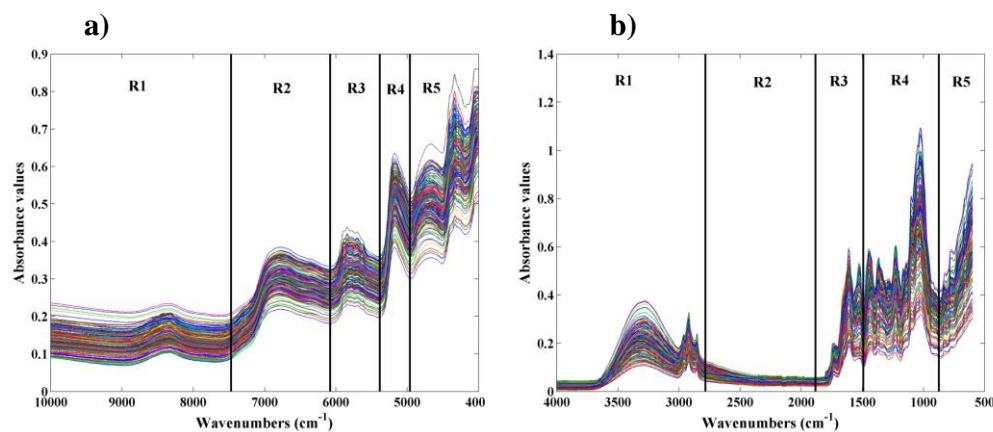 a)
0.9
0.8
0.7
0.6
0.5
0.4
0.3
0.2
0.1
0
R1
R2
R3
R4
R5
10000 9000 8000 7000 6000 5000 4000
Absorbance values
Wavenumbers (cm-1)
b)
1.4
1.2
1
0.8
0.6
0.4
0.2
0
R1
R2
R3
R4
R5
4000 3500 3000 2500 2000 1500 1000 500
Absorbance values
Wavenumbers (cm-1)